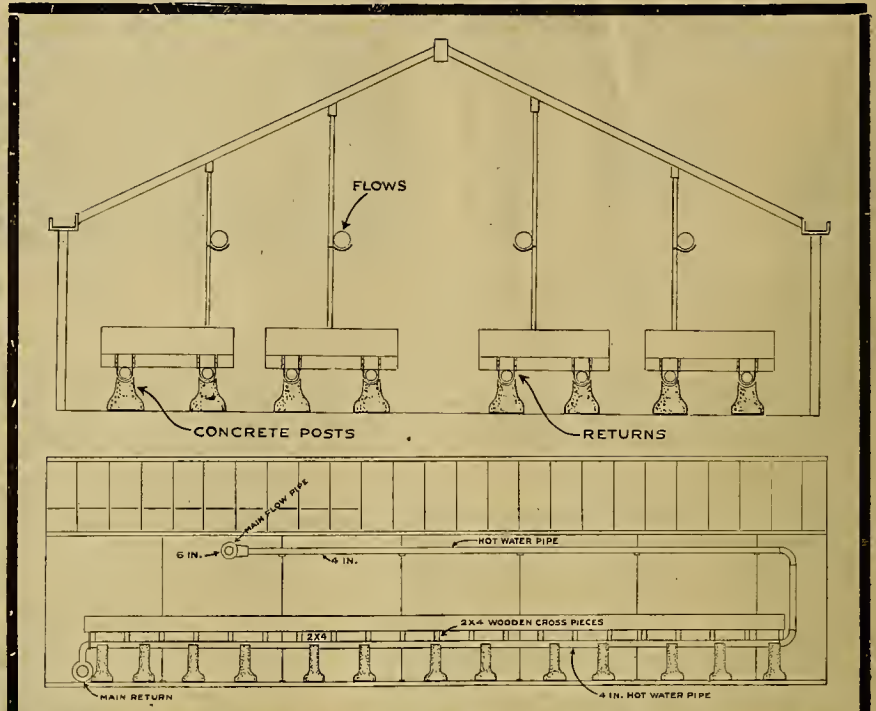 FLOWS
CONCRETE POSTS
RETURNS
MAIN FLOW PIPE
6 IN.
4 IN.
HOT WATER PIPE
2X4 WOODEN CROSS PIECES
2X4
MAIN RETURN
4 IN. HOT WATER PIPE